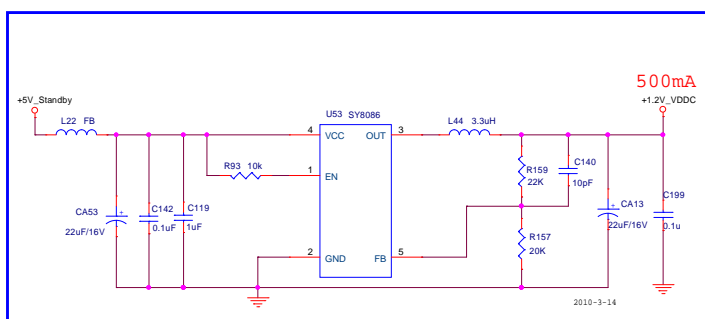 500mA
+5V_Standby
+1.2V_VDDC
L22 FB
U53 SY8086
L44 3.3uH
4 VCC OUT 3
R93 10k
1 EN
R159
22K
C140
10pF
CA53
22uF/16V
C142
0.1uF
C119
1uF
CA13
22uF/16V
C199
0.1u
R157
20K
2 GND FB 5
2010-3-14